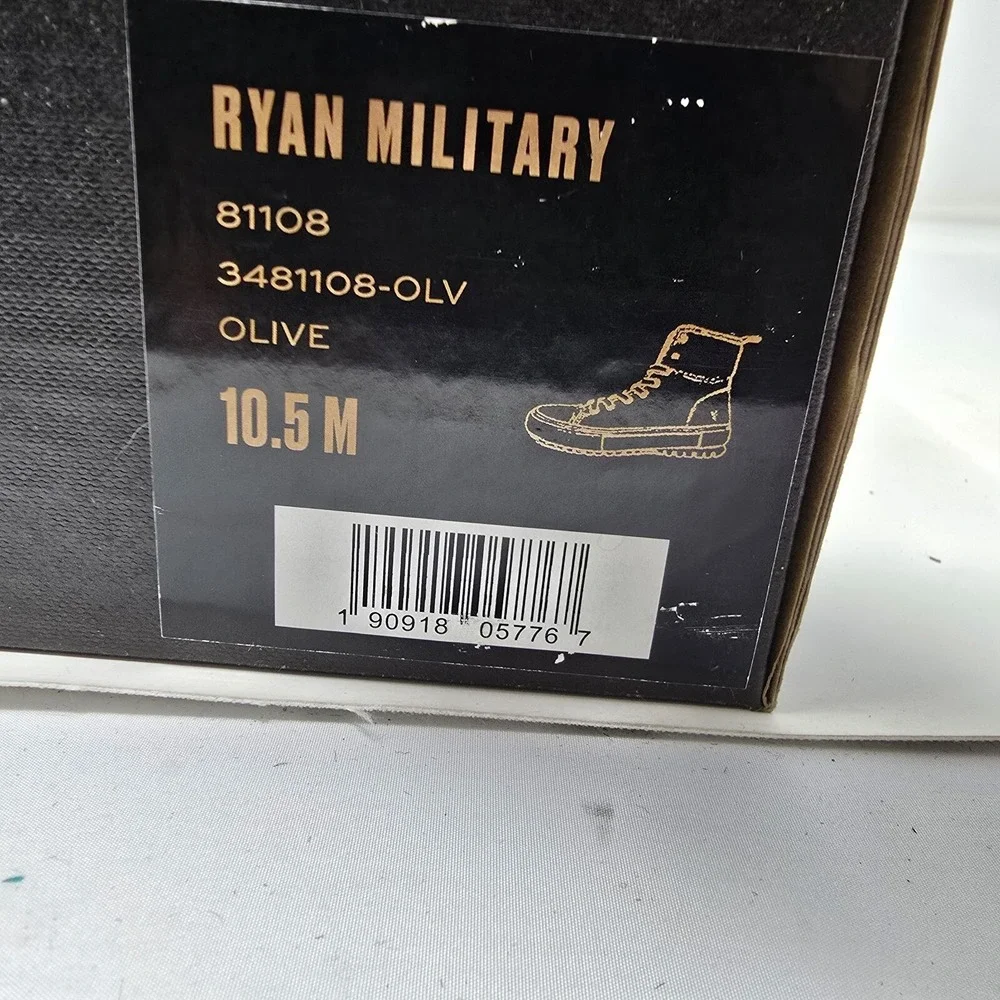 RYAN MILITARY
81108
3481108-OLV
OLIVE
10.5 M
1 90918 05776 7